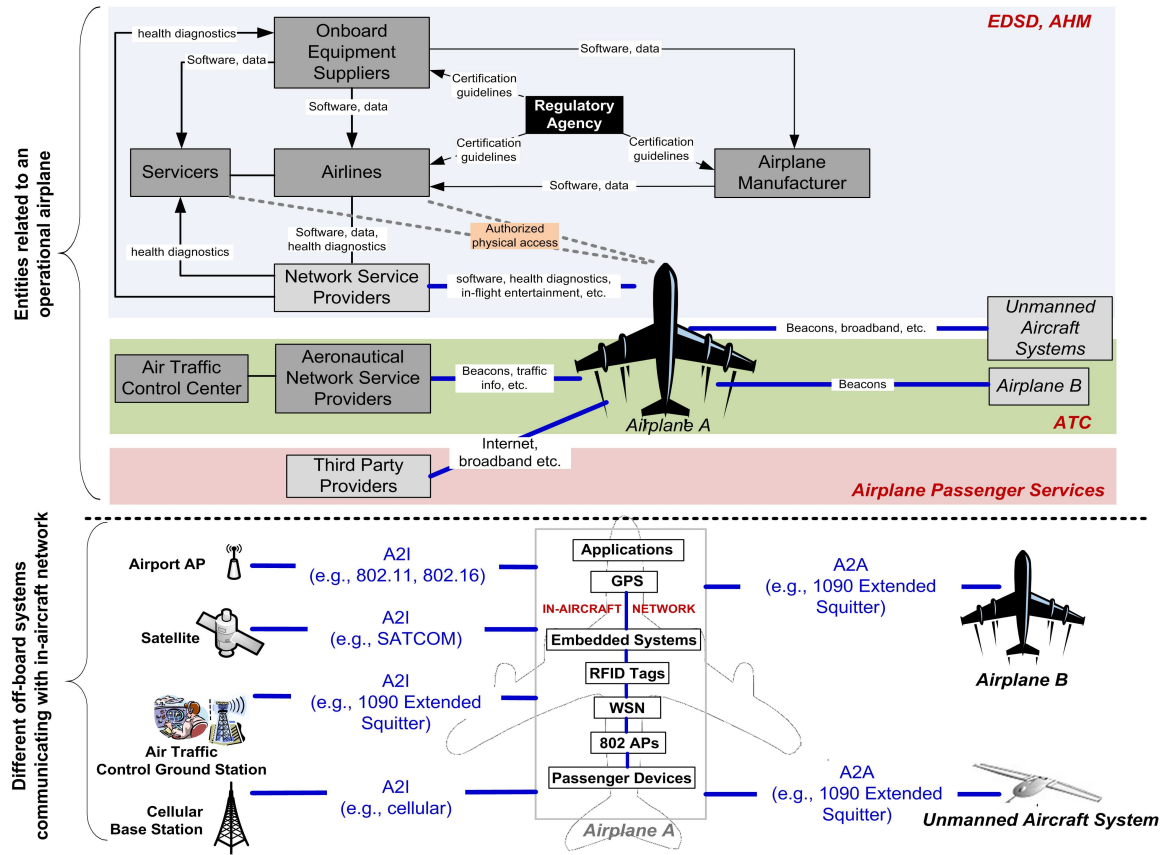 EDSD, AHM
Onboard
Equipment
Suppliers
health diagnostics
Software, data
Software, data
Software, data
Certification
guidelines
Regulatory
Agency
Certification
guidelines
Certification
guidelines
Servicers
Airlines
Airplane
Manufacturer
Software, data
Authorized
physical access
Software, data,
health diagnostics
health diagnostics
Network Service
Providers
software, health diagnostics,
in-flight entertainment, etc.
Entities related to an
operational airplane
Beacons, broadband, etc.
Unmanned
Aircraft
Systems
Air Traffic
Control Center
Aeronautical
Network Service
Providers
Beacons, traffic
info, etc.
Beacons
Airplane B
Airplane A
ATC
Internet,
broadband etc.
Third Party
Providers
Airplane Passenger Services
Different off-board systems
communicating with in-aircraft network
Airport AP
A2I
(e.g., 802.11, 802.16)
Satellite
A2I
(e.g., SATCOM)
A2I
(e.g., 1090 Extended
Squitter)
Air Traffic
Control Ground Station
Cellular
Base Station
A2I
(e.g., cellular)
Applications
GPS
IN-AIRCRAFT NETWORK
Embedded Systems
RFID Tags
WSN
802 APs
Passenger Devices
Airplane A
A2A
(e.g., 1090 Extended
Squitter)
Airplane B
A2A
(e.g., 1090 Extended
Squitter)
Unmanned Aircraft System